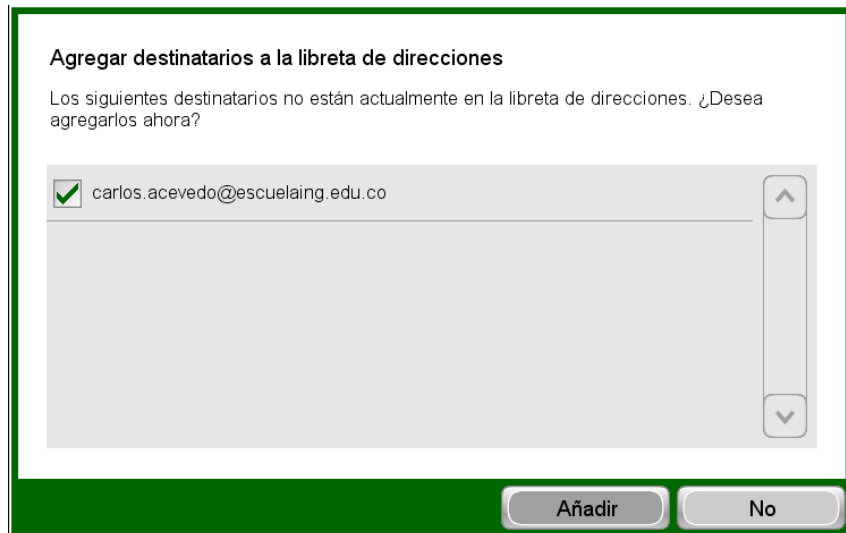 Agregar destinatarios a la libreta de direcciones
Los siguientes destinatarios no están actualmente en la libreta de direcciones. ¿Desea
agregarlos ahora?
carlos.acevedo@escuelaing.edu.co
Añadir
No